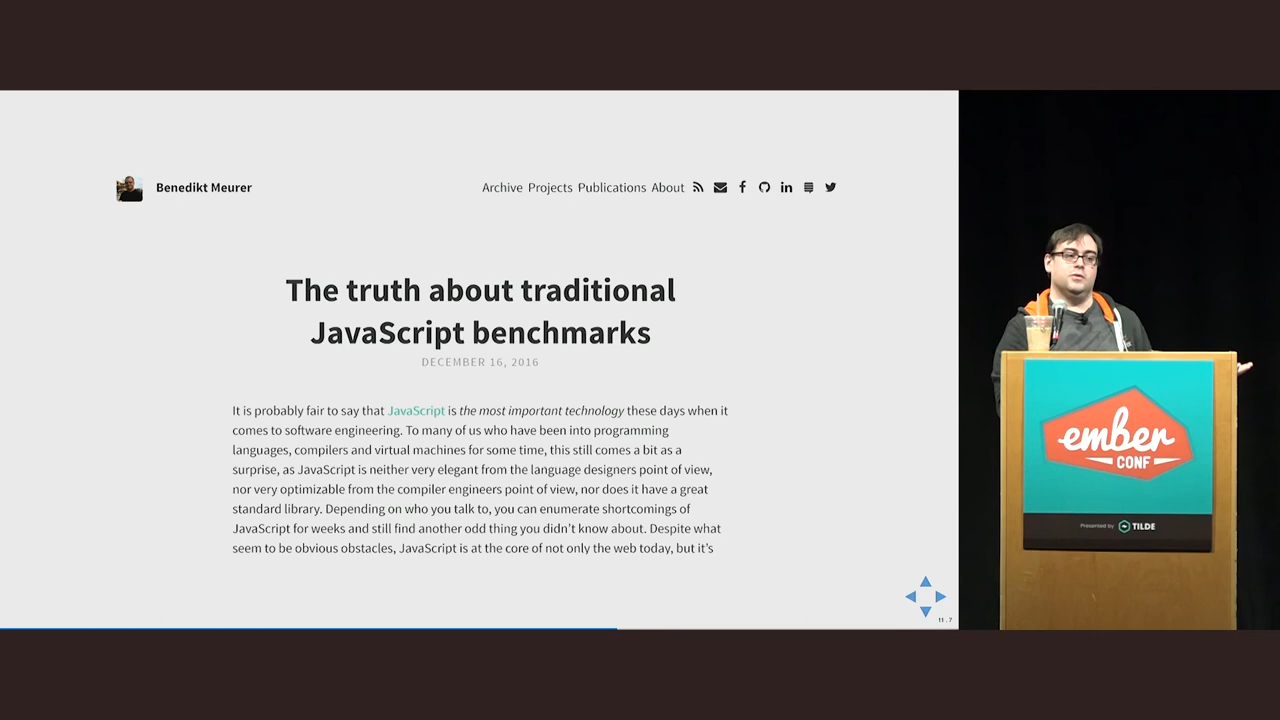 Benedikt Meurer
Archive Projects Publications About
The truth about traditional
JavaScript benchmarks
DECEMBER 16, 2016
It is probably fair to say that JavaScript is the most important technology these days when it
comes to software engineering. To many of us who have been into programming
languages, compilers and virtual machines for some time, this still comes a bit as a
surprise, as JavaScript is neither very elegant from the language designers point of view,
nor very optimizable from the compiler engineers point of view, nor does it have a great
standard library. Depending on who you talk to, you can enumerate shortcomings of
JavaScript for weeks and still find another odd thing you didn't know about. Despite what
seem to be obvious obstacles, JavaScript is at the core of not only the web today, but it's
11.7
ember
CONF
Presented by TILDE